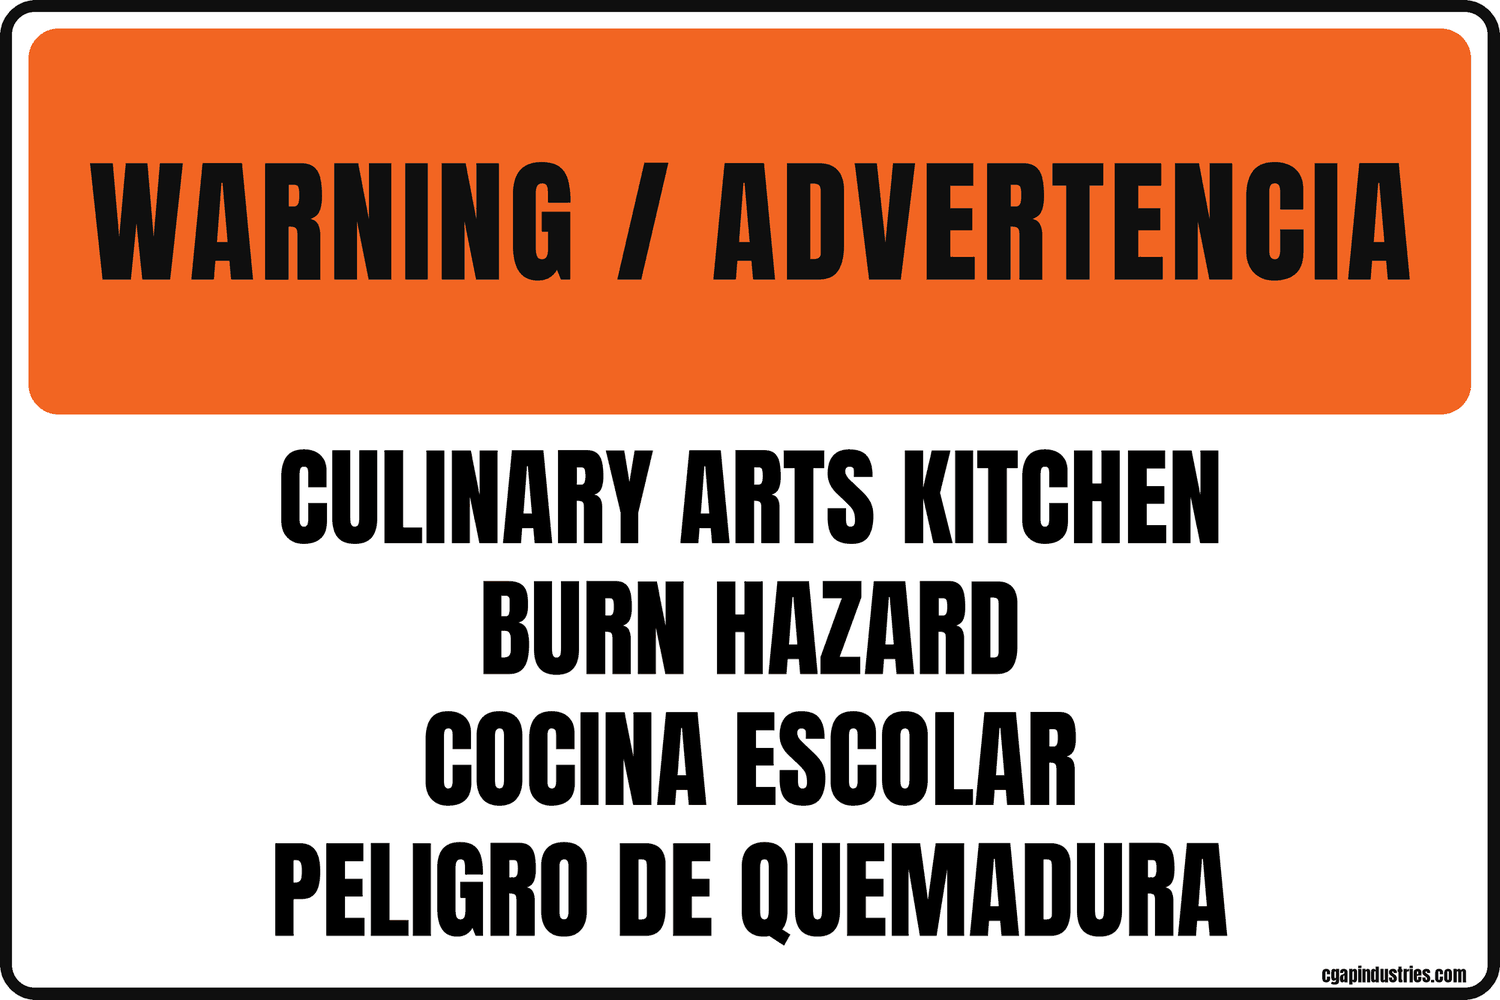 WARNING / ADVERTENCIA
CULINARY ARTS KITCHEN
BURN HAZARD
COCINA ESCOLAR
PELIGRO DE QUEMADURA
cgapindustries.com